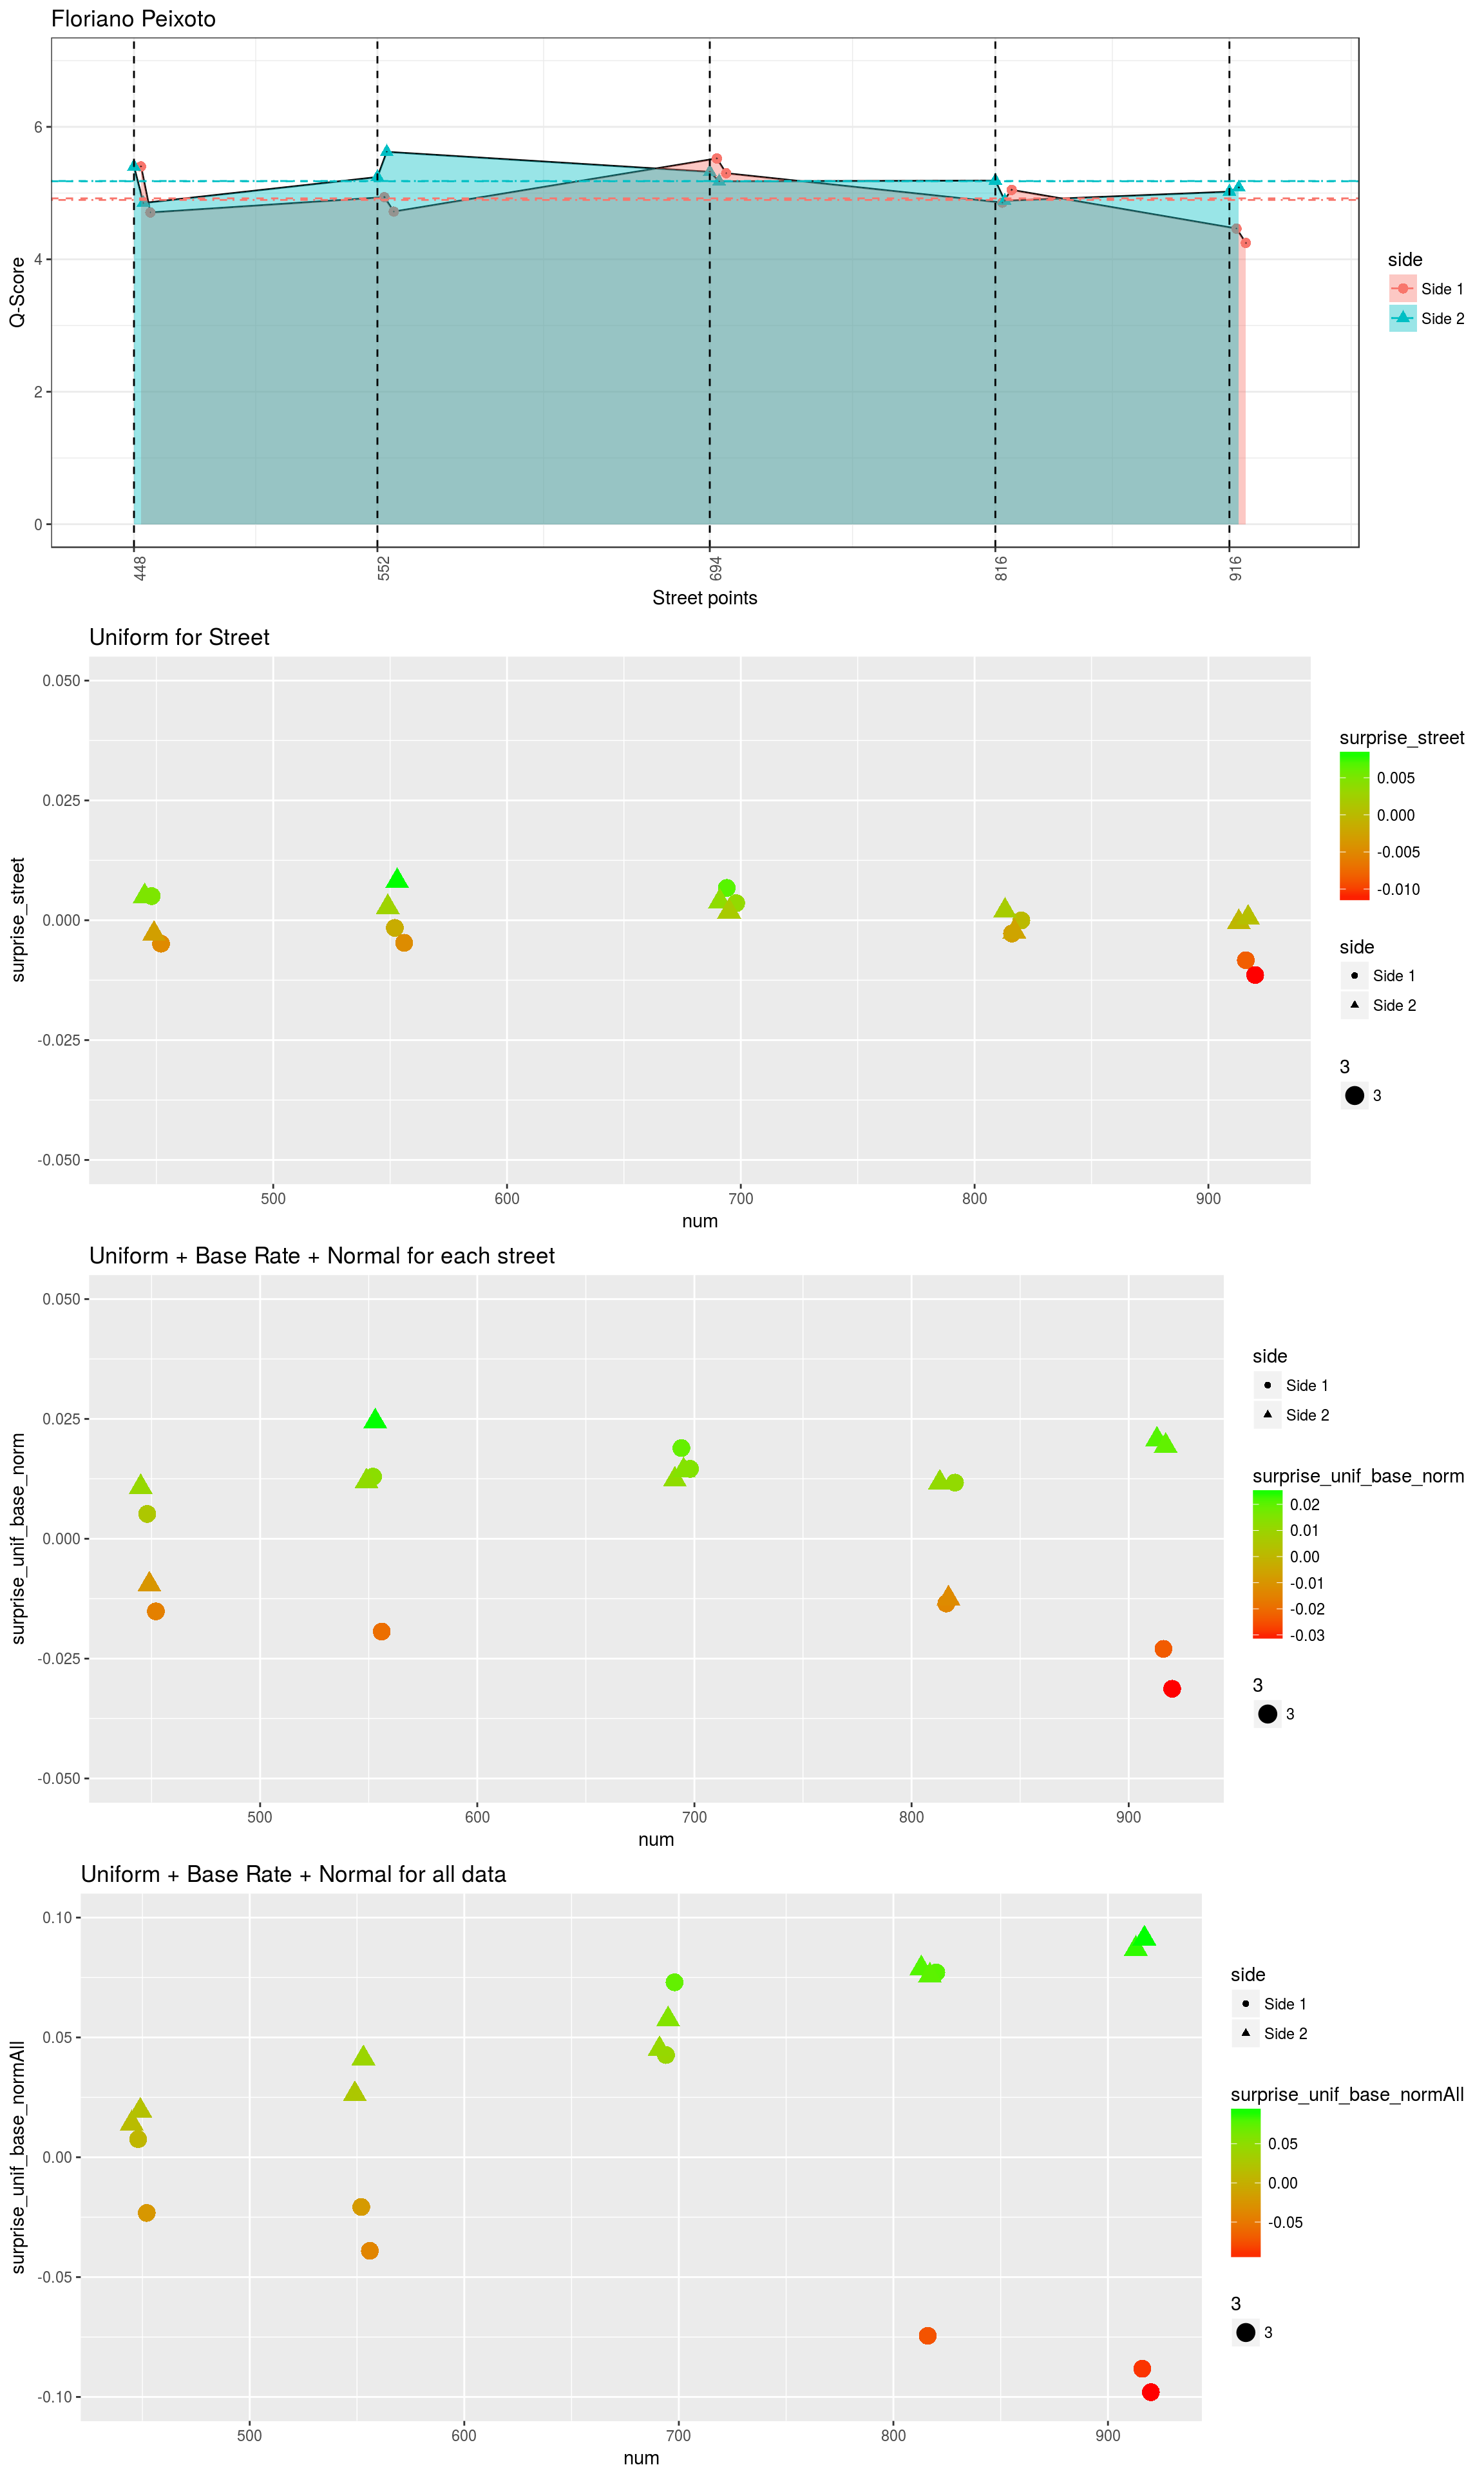 Floriano Peixoto
6
4
2
0
Q-Score
448
552
694
816
916
Street points
side
Side 1
Side 2
Uniform for Street
0.050
0.025
0.000
-0.025
-0.050
surprise_street
500
600
700
800
900
num
surprise_street
0.005
0.000
-0.005
-0.010
side
Side 1
Side 2
3
3
Uniform + Base Rate + Normal for each street
0.050
0.025
0.000
-0.025
-0.050
surprise_unif_base_norm
500
600
700
800
900
num
side
Side 1
Side 2
surprise_unif_base_norm
0.02
0.01
0.00
-0.01
-0.02
-0.03
3
3
Uniform + Base Rate + Normal for all data
0.10
0.05
0.00
-0.05
-0.10
surprise_unif_base_normAll
500
600
700
800
900
num
side
Side 1
Side 2
surprise_unif_base_normAll
0.05
0.00
-0.05
3
3